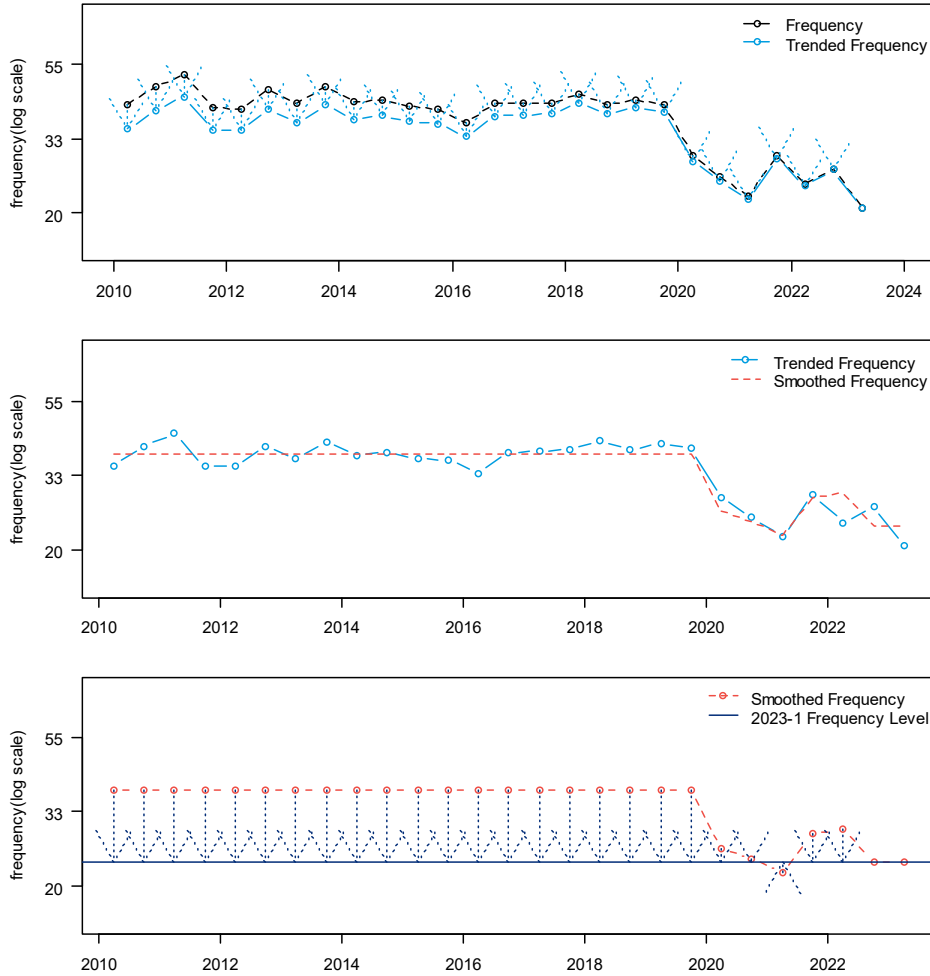 Frequency
Trended Frequency
frequency(log scale)
55
33
20
2010 2012 2014 2016 2018 2020 2022 2024
Trended Frequency
Smoothed Frequency
frequency(log scale)
55
33
20
2010 2012 2014 2016 2018 2020 2022
Smoothed Frequency
2023-1 Frequency Level
frequency(log scale)
55
33
20
2010 2012 2014 2016 2018 2020 2022